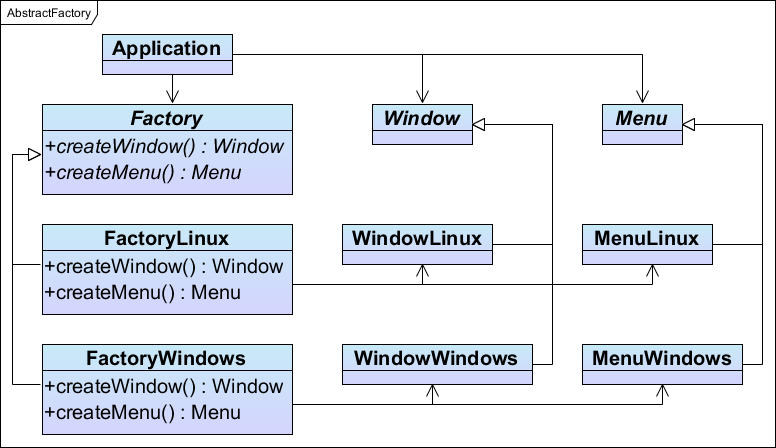 AbstractFactory
Application
Factory
+createWindow() : Window
+createMenu() : Menu
Window
Menu
FactoryLinux
+createWindow() : Window
+createMenu() : Menu
WindowLinux
MenuLinux
FactoryWindows
+createWindow() : Window
+createMenu() : Menu
WindowWindows
MenuWindows